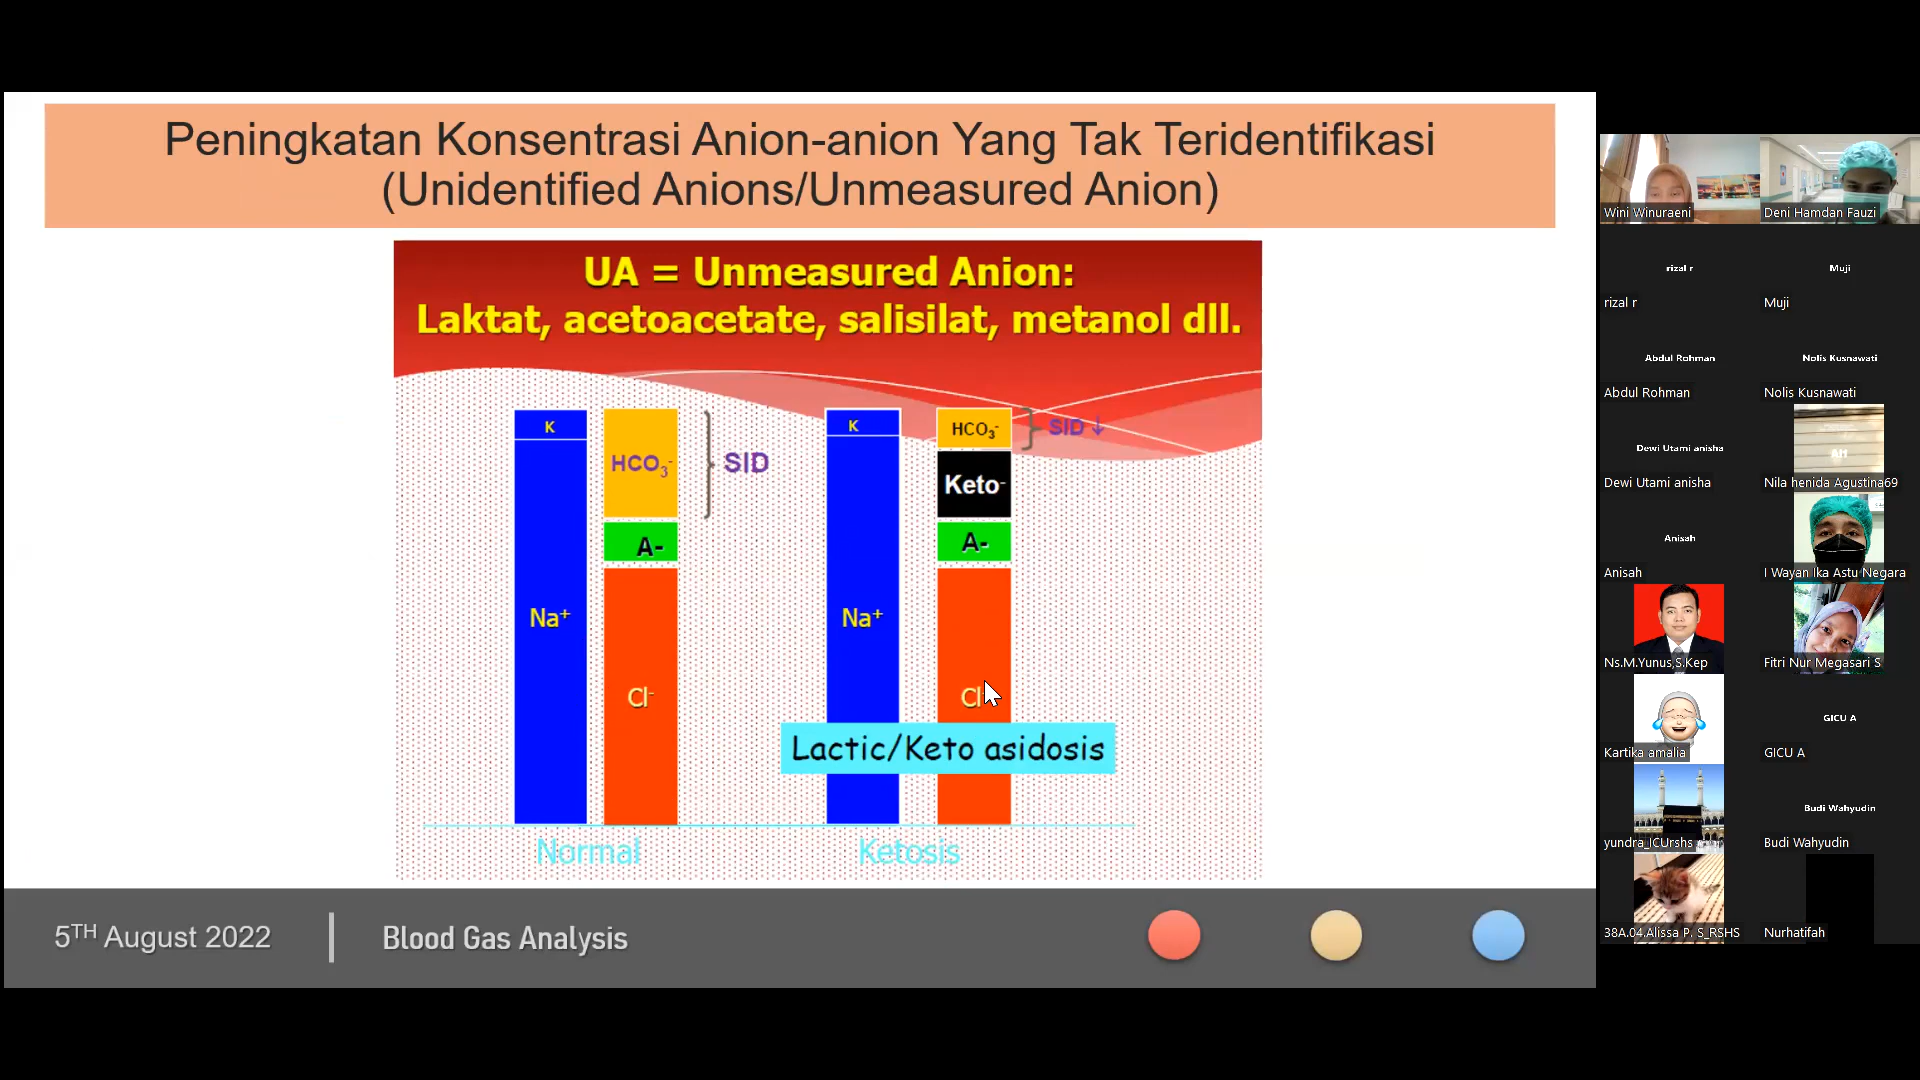 Peningkatan Konsentrasi Anion-anion Yang Tak Teridentifikasi
(Unidentified Anions/Unmeasured Anion)
UA = Unmeasured Anion:
Laktat, acetoacetate, salisilat, metanol dll.
K
HCO₃⁻
SID
A-
Na⁺
Cl⁻
Normal
K
HCO₃⁻
SID ↓
Keto⁻
A-
Na⁺
Cl⁻
Lactic/Keto asidosis
Ketosis
5TH August 2022
Blood Gas Analysis
Wini Winuraeni
Deni Hamdan Fauzi
rizal r
rizal r
Muji
Muji
Abdul Rohman
Abdul Rohman
Nolis Kusnawati
Nolis Kusnawati
Dewi Utami anisha
Dewi Utami anisha
Nila henida Agustina69
Anisah
Anisah
I Wayan Ika Astu Negara
Ns.M.Yunus,S.Kep
Fitri Nur Megasari S
Kartika amalia
GICU A
GICU A
yundra_ICUrshs
Budi Wahyudin
Budi Wahyudin
38A.04.Alissa P. S_RSHS
Nurhatifah